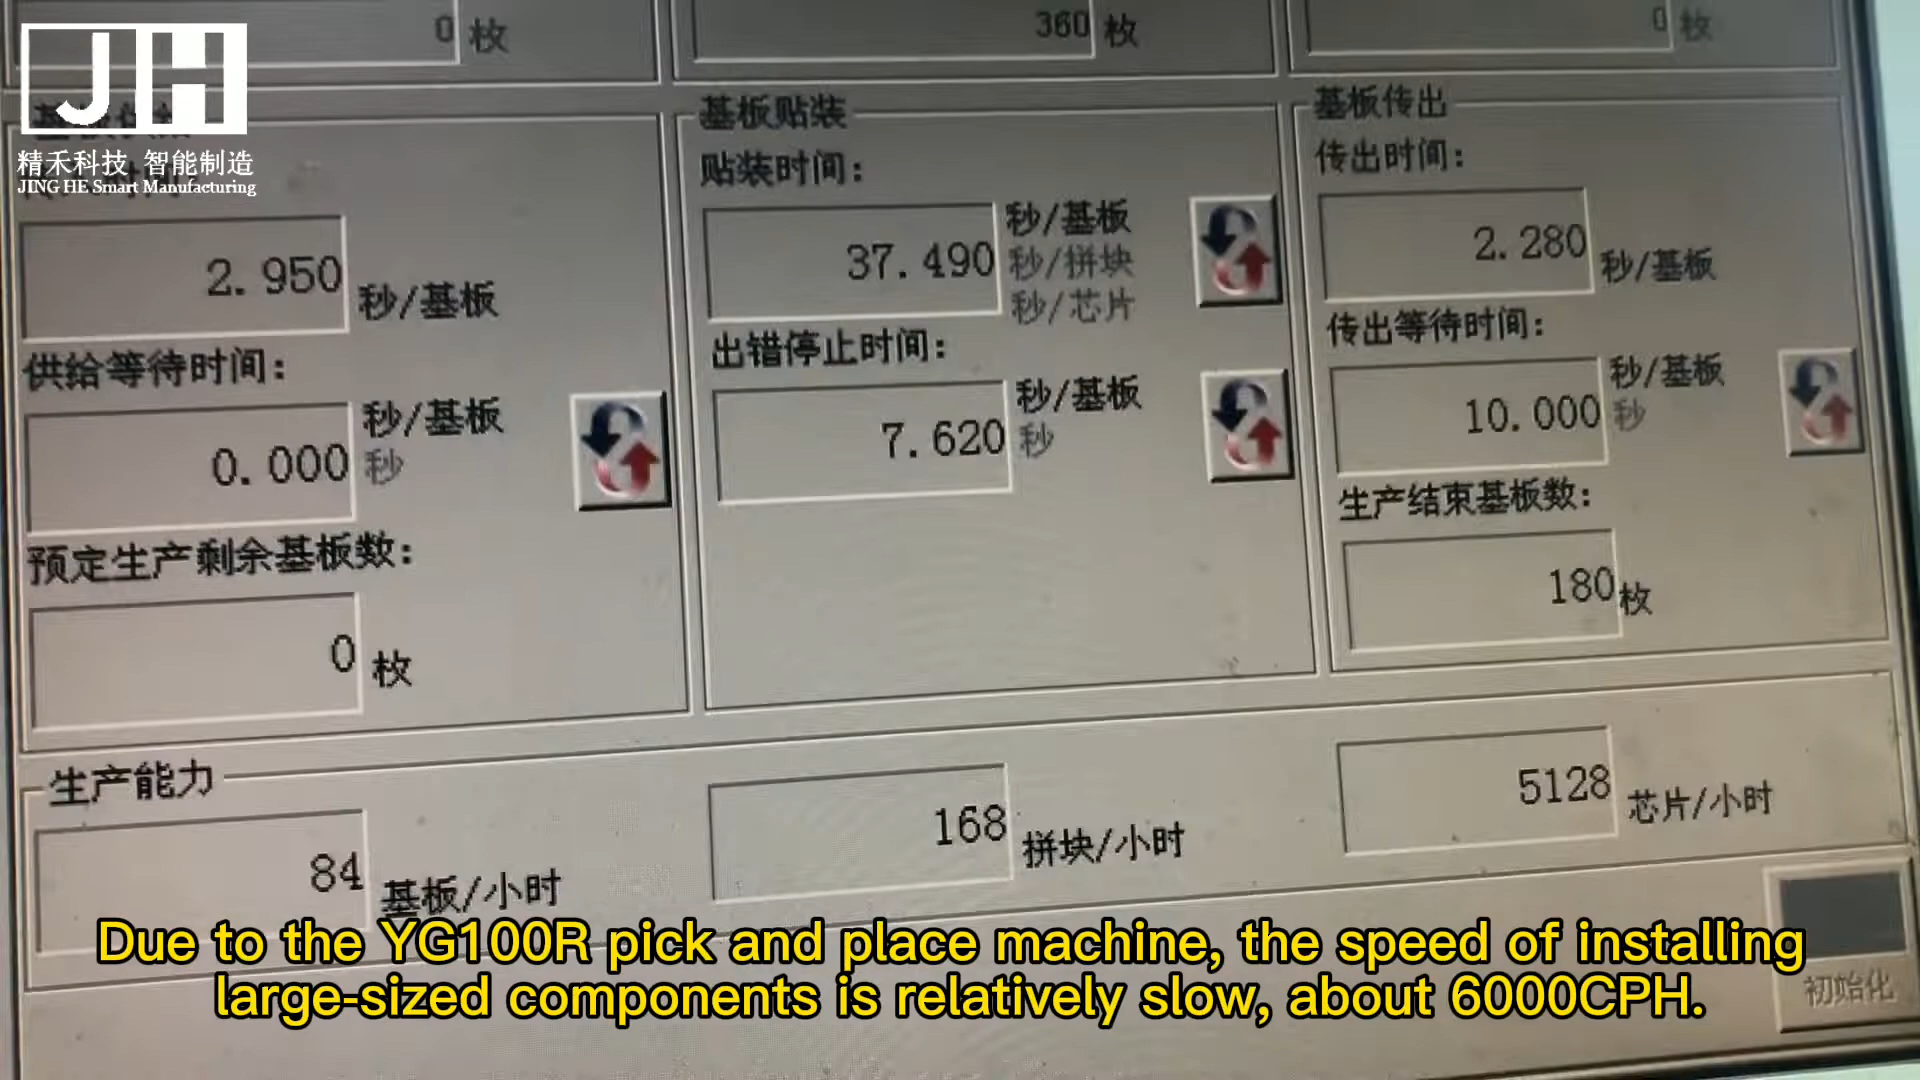 JH
精禾科技 智能制造
JING HE Smart Manufacturing
0 枚
360 枚
0 枚
2.950 秒/基板
供给等待时间:
0.000 秒/基板
秒
预定生产剩余基板数:
0 枚
基板贴装
贴装时间:
37.490 秒/基板
秒/拼块
秒/芯片
出错停止时间:
7.620 秒/基板
秒
基板传出
传出时间:
2.280 秒/基板
传出等待时间:
10.000 秒/基板
秒
生产结束基板数:
180枚
生产能力
84 基板/小时
168 拼块/小时
5128 芯片/小时
初始化
Due to the YG100R pick and place machine, the speed of installing
large-sized components is relatively slow, about 6000CPH.